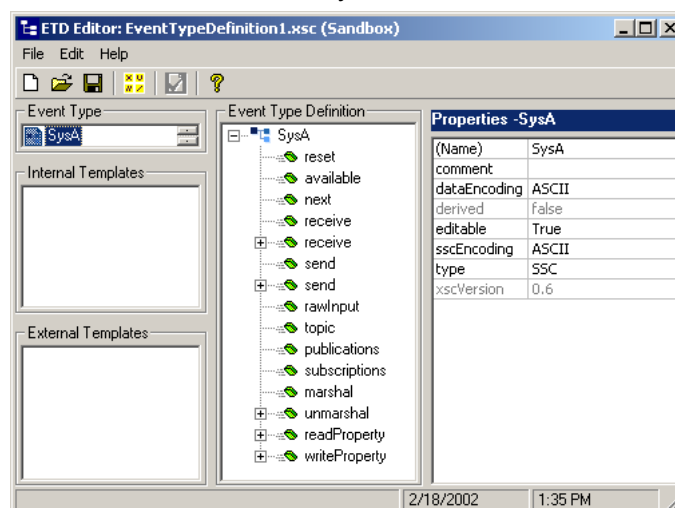 ETD Editor: EventTypeDefinition1.xsc (Sandbox)
File Edit Help
Event Type
SysA
Internal Templates
External Templates
Event Type Definition
SysA
reset
available
next
receive
receive
send
send
rawInput
topic
publications
subscriptions
marshal
unmarshal
readProperty
writeProperty
Properties -SysA
(Name) SysA
comment
dataEncoding ASCII
derived false
editable True
sscEncoding ASCII
type SSC
xscVersion 0.6
2/18/2002 1:35 PM